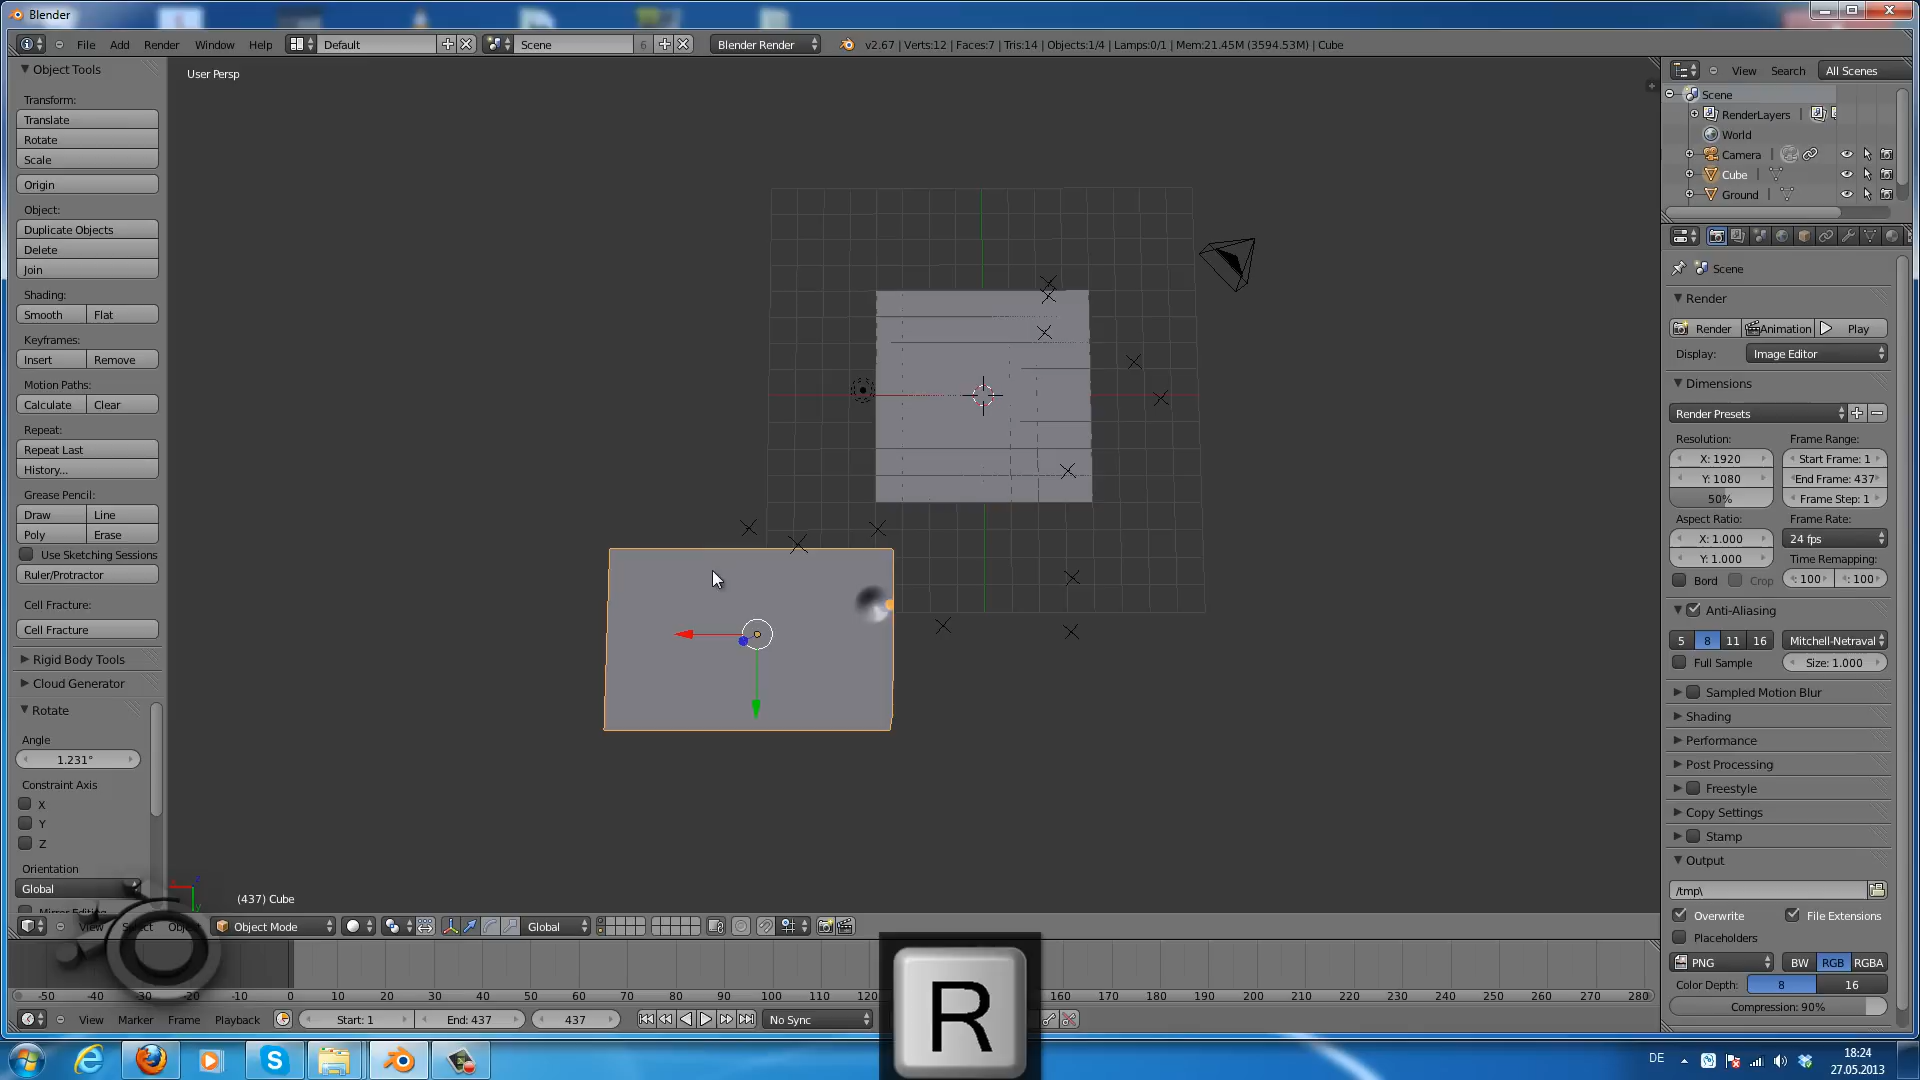 Blender
File Add Render Window Help Default Scene 6 Blender Render v2.67 | Verts:12 | Faces:7 | Tris:14 | Objects:1/4 | Lamps:0/1 | Mem:21.45M (3594.53M) | Cube
Object Tools
Transform:
Translate
Rotate
Scale
Origin
Object:
Duplicate Objects
Delete
Join
Shading:
Smooth Flat
Keyframes:
Insert Remove
Motion Paths:
Calculate Clear
Repeat:
Repeat Last
History...
Grease Pencil:
Draw Line
Poly Erase
Use Sketching Sessions
Ruler/Protractor
Cell Fracture:
Cell Fracture
Rigid Body Tools
Cloud Generator
Rotate
Angle
1.231°
Constraint Axis
X
Y
Z
Orientation
Global
Mirror Editing
User Persp
(437) Cube
View Select Object Object Mode Global
-50 -40 -30 -20 -10 0 10 20 30 40 50 60 70 80 90 100 110 160 170 180 190 200 210 220 230 240 250 260 270 280
View Marker Frame Playback Start: 1 End: 437 437 No Sync
R
View Search All Scenes
Scene
RenderLayers
World
Camera
Cube
Ground
Scene
Render
Render Animation Play
Display: Image Editor
Dimensions
Render Presets
Resolution: Frame Range:
X: 1920 Start Frame: 1
Y: 1080 End Frame: 437
50% Frame Step: 1
Aspect Ratio: Frame Rate:
X: 1.000 24 fps
Y: 1.000 Time Remapping:
Bord Crop : 100 : 100
Anti-Aliasing
5 8 11 16 Mitchell-Netraval
Full Sample Size: 1.000
Sampled Motion Blur
Shading
Performance
Post Processing
Freestyle
Copy Settings
Stamp
Output
/tmp\
Overwrite File Extensions
Placeholders
PNG BW RGB RGBA
Color Depth: 8 16
Compression: 90%
DE 18:24
27.05.2013